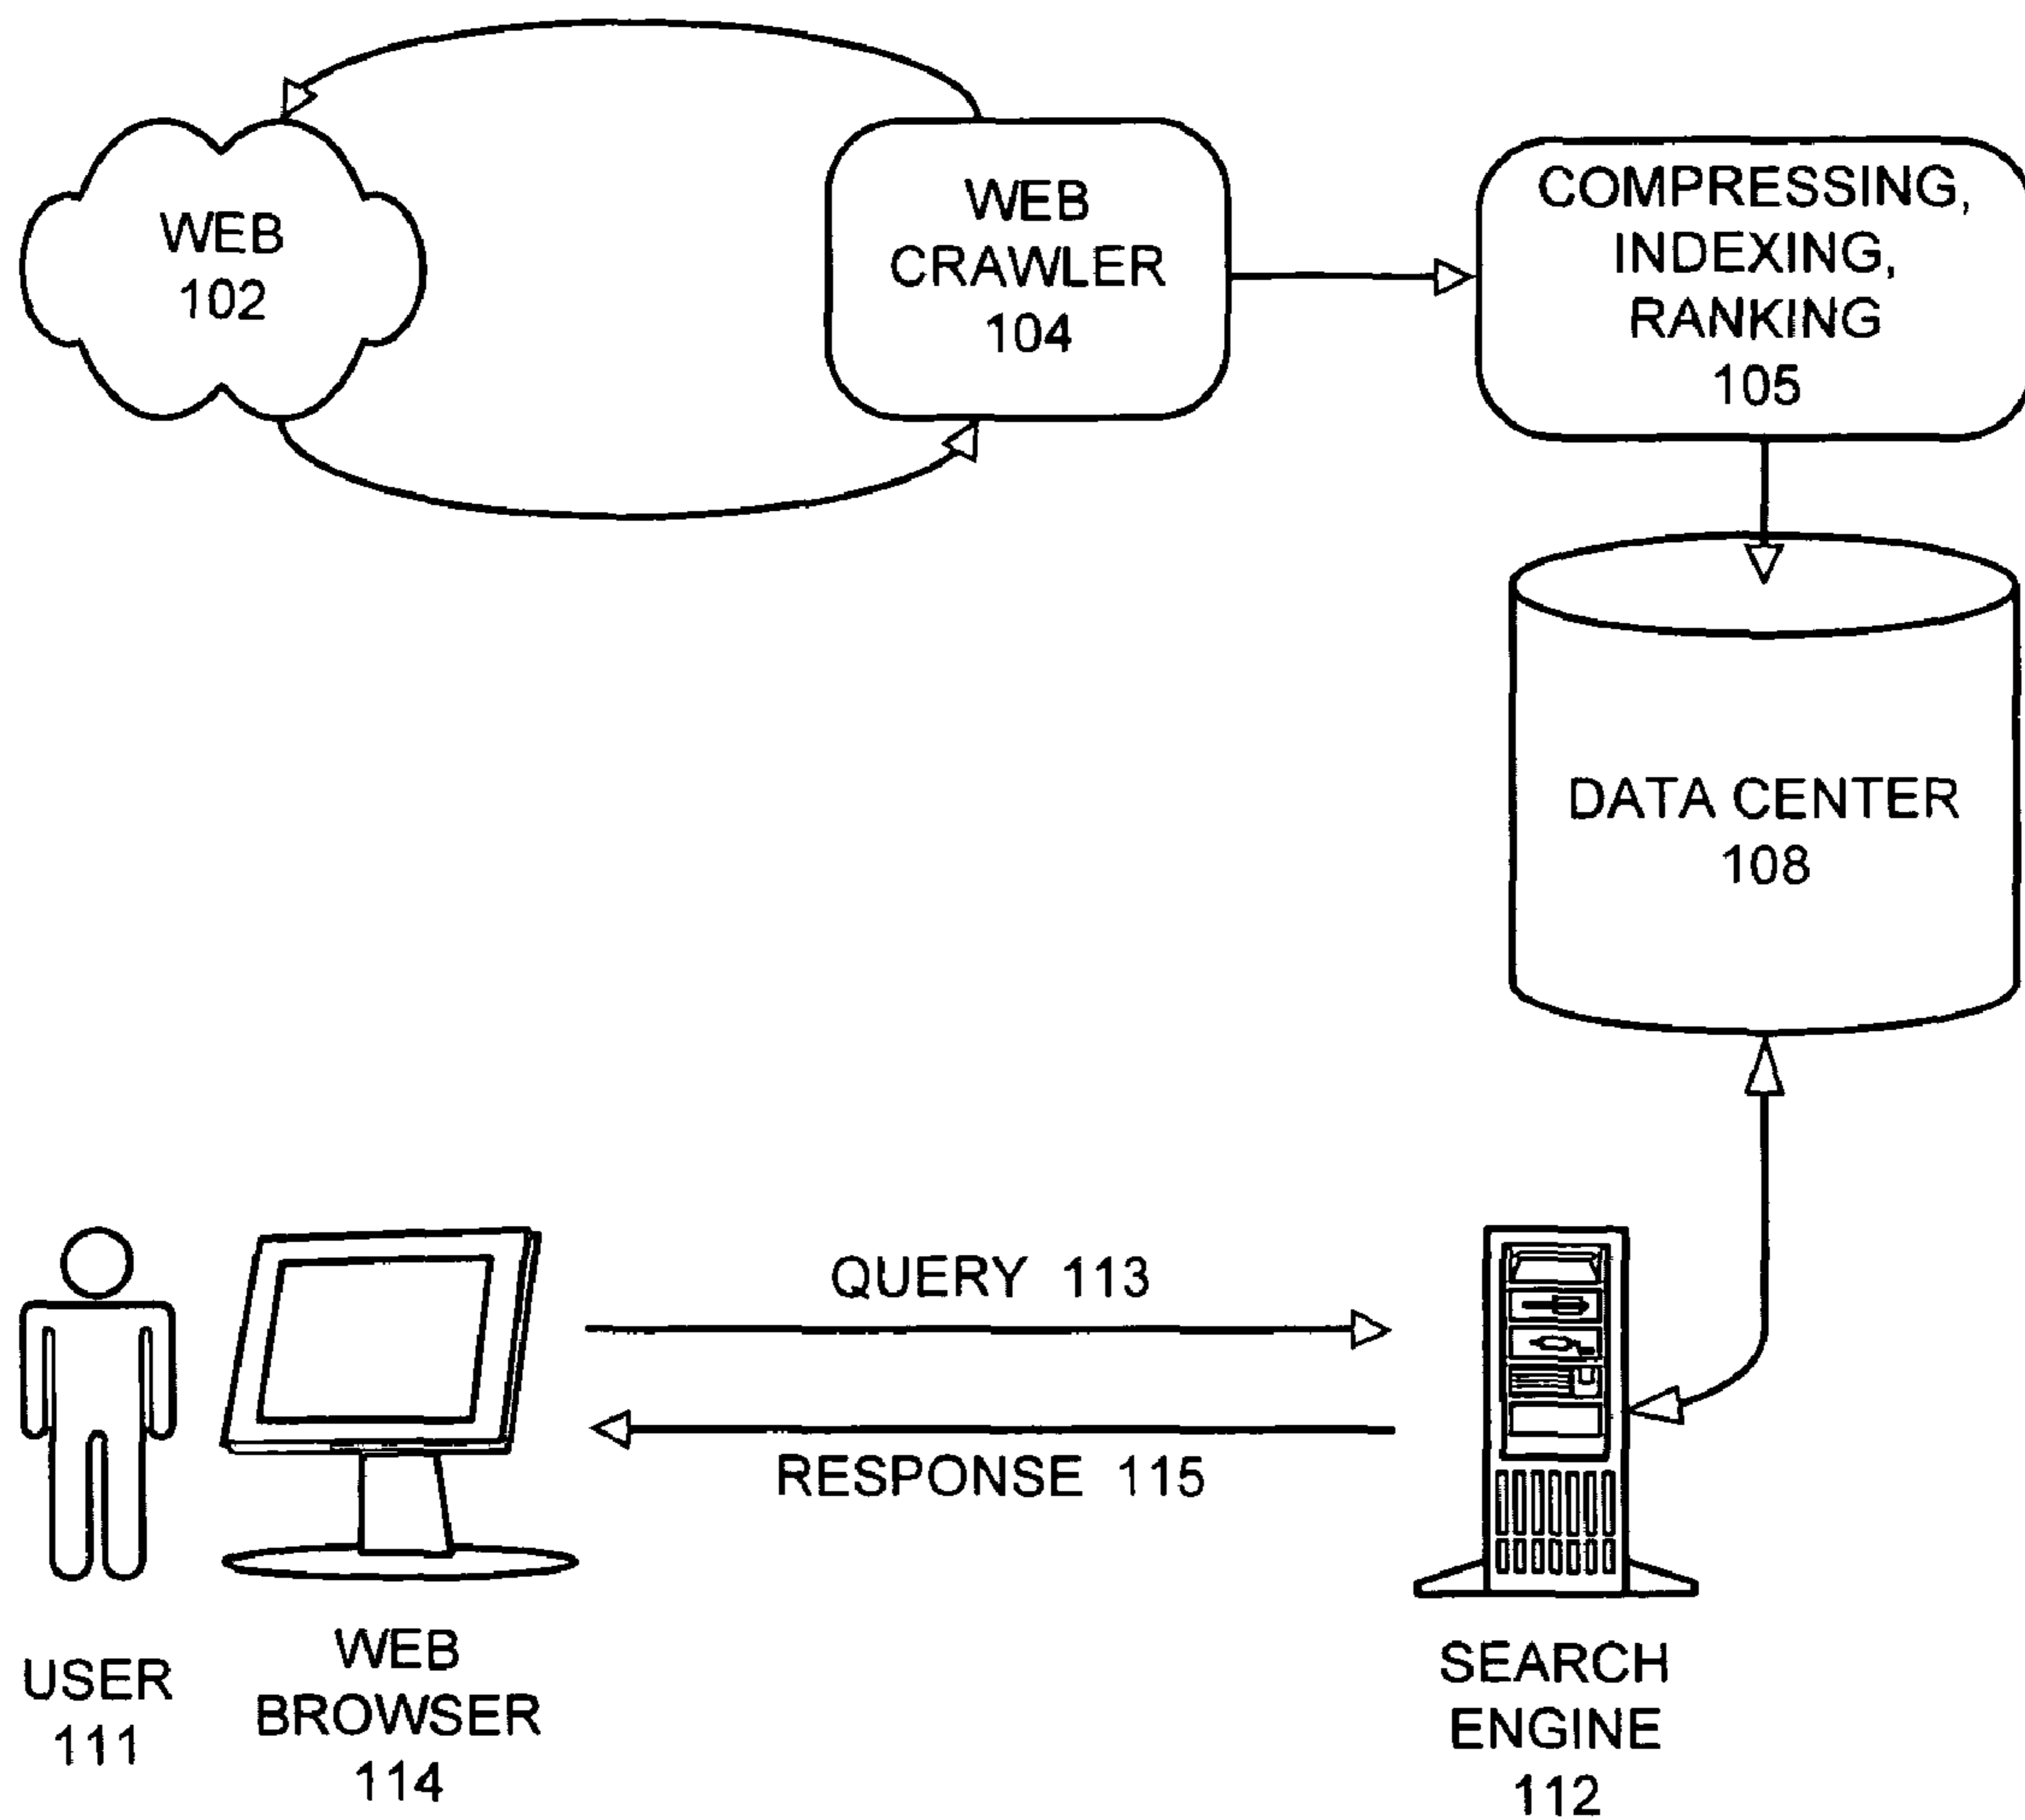 WEB
102
WEB
CRAWLER
104
COMPRESSING,
INDEXING,
RANKING
105
DATA CENTER
108
QUERY 113
RESPONSE 115
USER
111
WEB
BROWSER
114
SEARCH
ENGINE
112